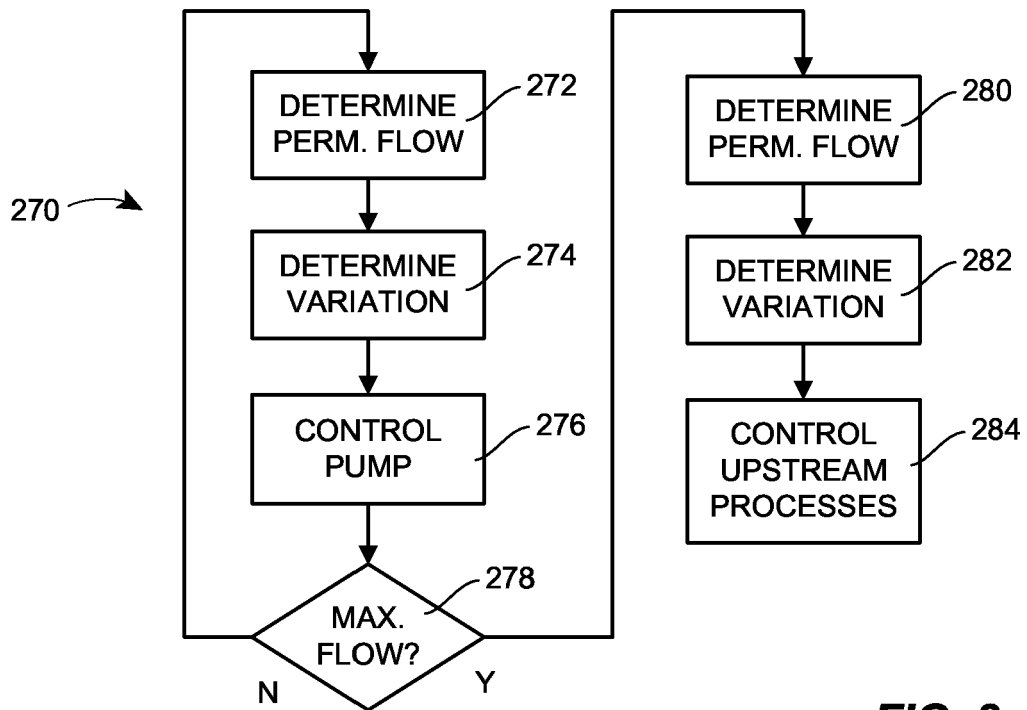 270
DETERMINE
PERM. FLOW
272
DETERMINE
VARIATION
274
CONTROL
PUMP
276
MAX.
FLOW?
278
N
Y
DETERMINE
PERM. FLOW
280
DETERMINE
VARIATION
282
CONTROL
UPSTREAM
PROCESSES
284